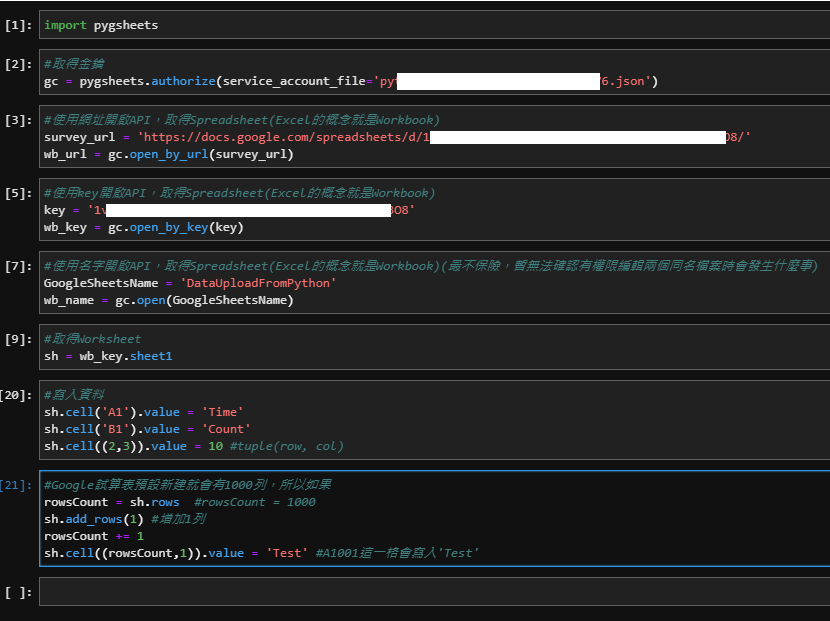 [1]: import pygsheets
[2]: #取得金鑰
gc = pygsheets.authorize(service_account_file='py 6.json')
[3]: #使用網址開啟API，取得Spreadsheet(Excel的概念就是Workbook)
survey_url = 'https://docs.google.com/spreadsheets/d/1 08/'
wb_url = gc.open_by_url(survey_url)
[5]: #使用key開啟API，取得Spreadsheet(Excel的概念就是Workbook)
key = '1 08'
wb_key = gc.open_by_key(key)
[7]: #使用名字開啟API，取得Spreadsheet(Excel的概念就是Workbook)(最不保險，暫無法確認有權限編輯兩個同名檔案時會發生什麼事)
GoogleSheetsName = 'DataUploadFromPython'
wb_name = gc.open(GoogleSheetsName)
[9]: #取得Worksheet
sh = wb_key.sheet1
[20]: #寫入資料
sh.cell('A1').value = 'Time'
sh.cell('B1').value = 'Count'
sh.cell((2,3)).value = 10 #tuple(row, col)
[21]: #Google試算表預設新建就會有1000列，所以如果
rowsCount = sh.rows  #rowsCount = 1000
sh.add_rows(1) #增加1列
rowsCount += 1
sh.cell((rowsCount,1)).value = 'Test' #A1001這一格會寫入'Test'
[ ]: